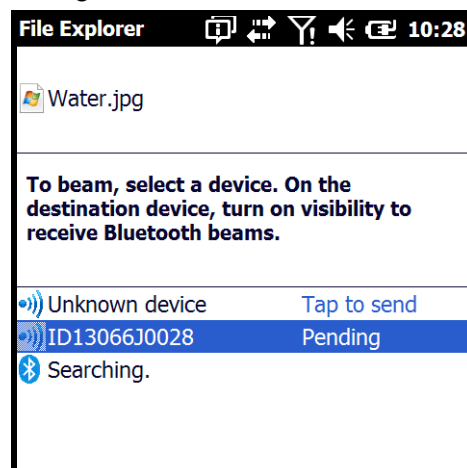 File Explorer 10:28
Water.jpg
To beam, select a device. On the
destination device, turn on visibility to
receive Bluetooth beams.
Unknown device Tap to send
ID13066J0028 Pending
Searching.